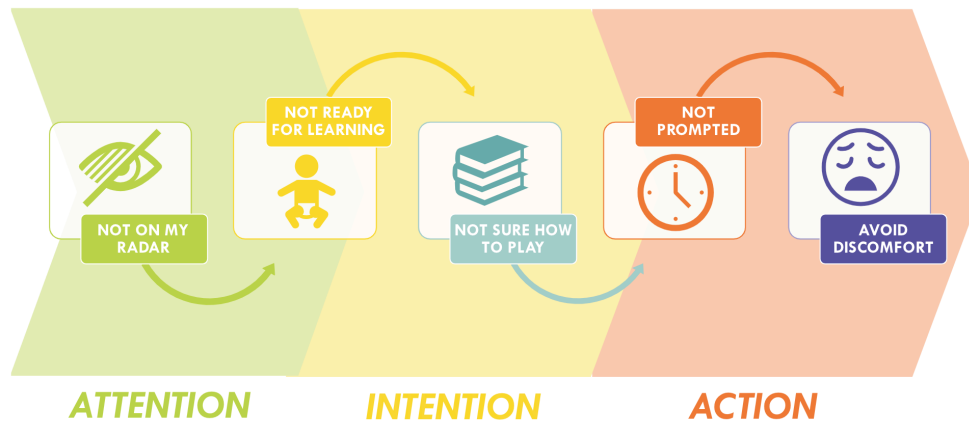 NOT ON MY
RADAR
NOT READY
FOR LEARNING
NOT SURE HOW
TO PLAY
NOT
PROMPTED
AVOID
DISCOMFORT
ATTENTION
INTENTION
ACTION